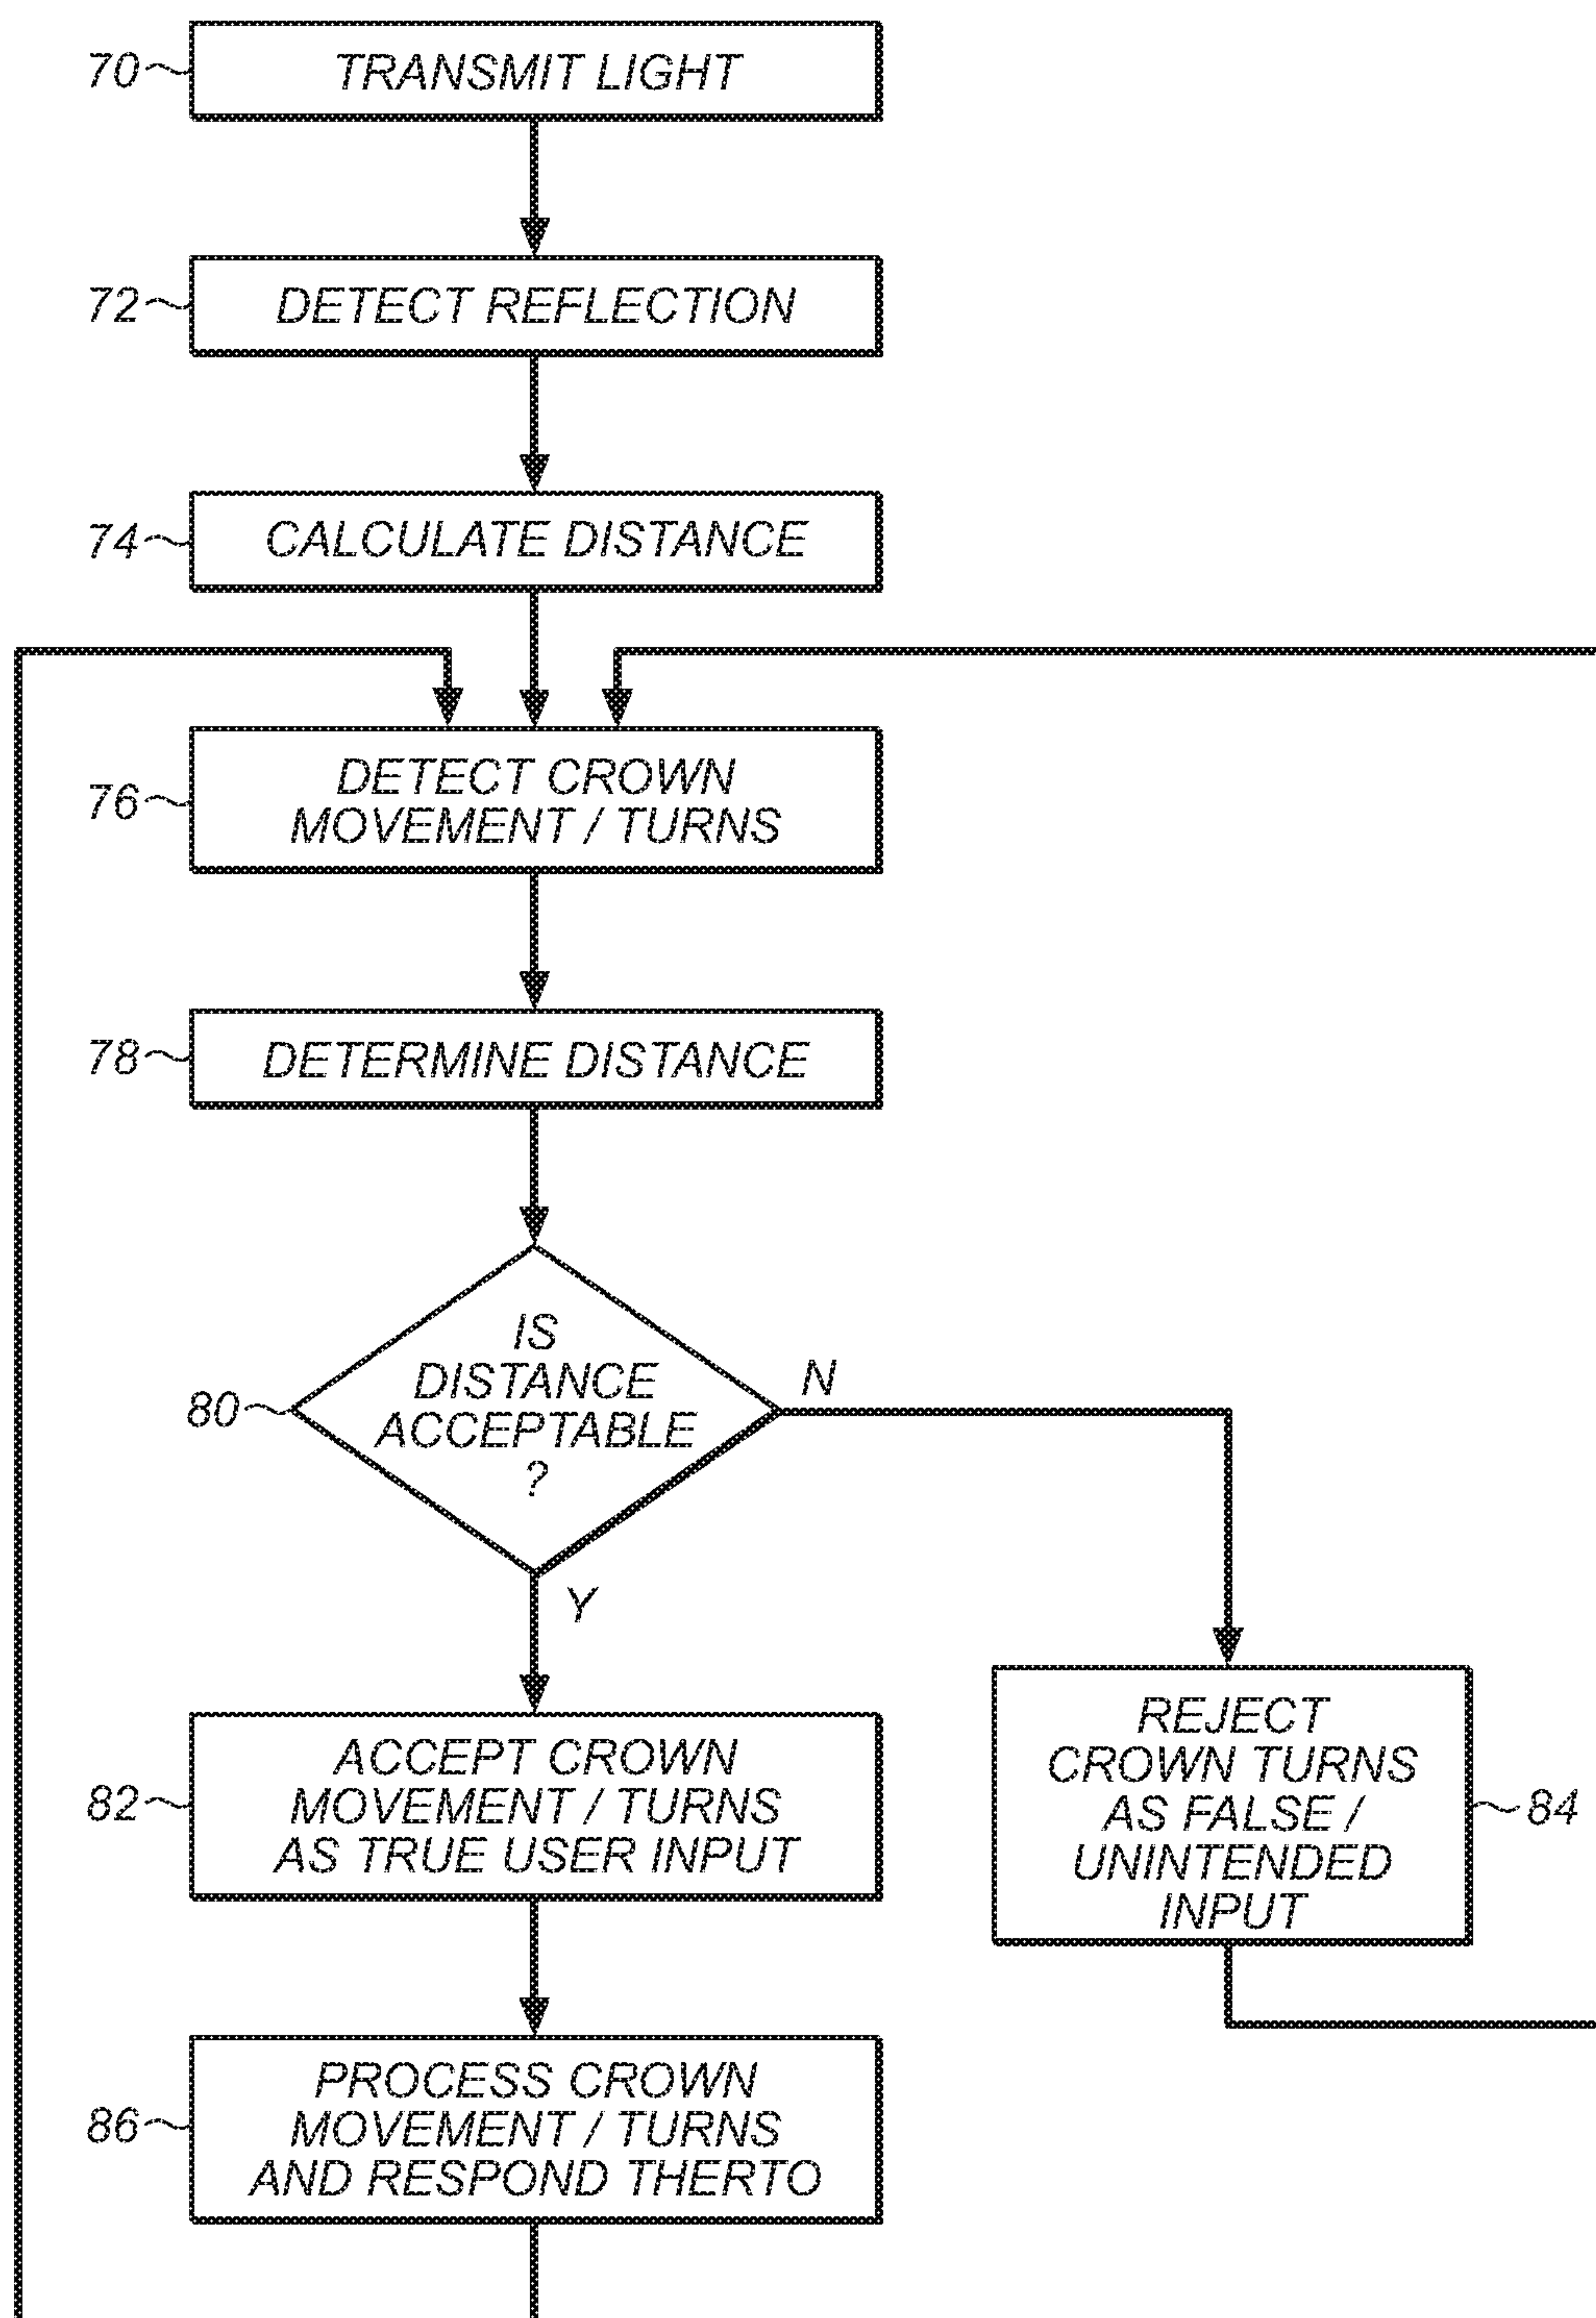 70
TRANSMIT LIGHT
72
DETECT REFLECTION
74
CALCULATE DISTANCE
76
DETECT CROWN
MOVEMENT / TURNS
78
DETERMINE DISTANCE
80
IS
DISTANCE
ACCEPTABLE
?
N
Y
82
ACCEPT CROWN
MOVEMENT / TURNS
AS TRUE USER INPUT
REJECT
CROWN TURNS
AS FALSE /
UNINTENDED
INPUT
84
86
PROCESS CROWN
MOVEMENT / TURNS
AND RESPOND THERTO